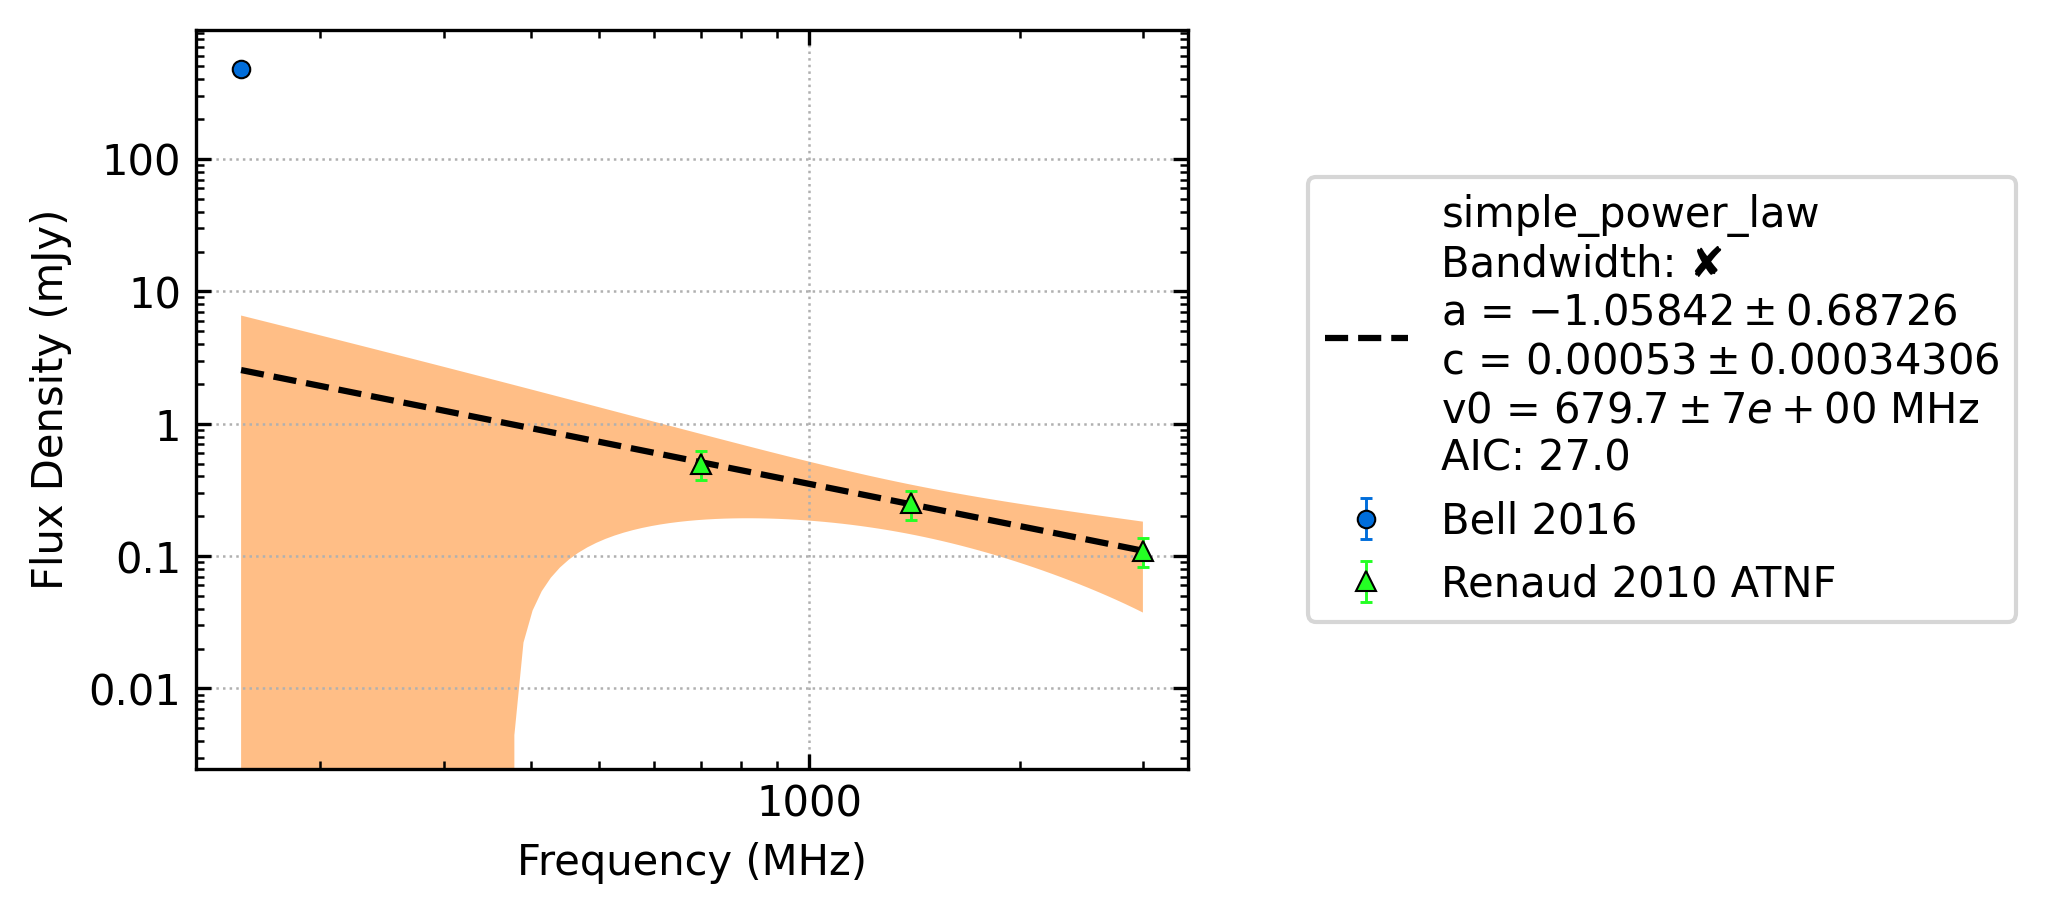 100
10
1
0.1
0.01
Flux Density (mJy)
1000
Frequency (MHz)
simple_power_law
Bandwidth: ✘
a = −1.05842 ± 0.68726
c = 0.00053 ± 0.00034306
v0 = 679.7 ± 7e + 00 MHz
AIC: 27.0
Bell 2016
Renaud 2010 ATNF